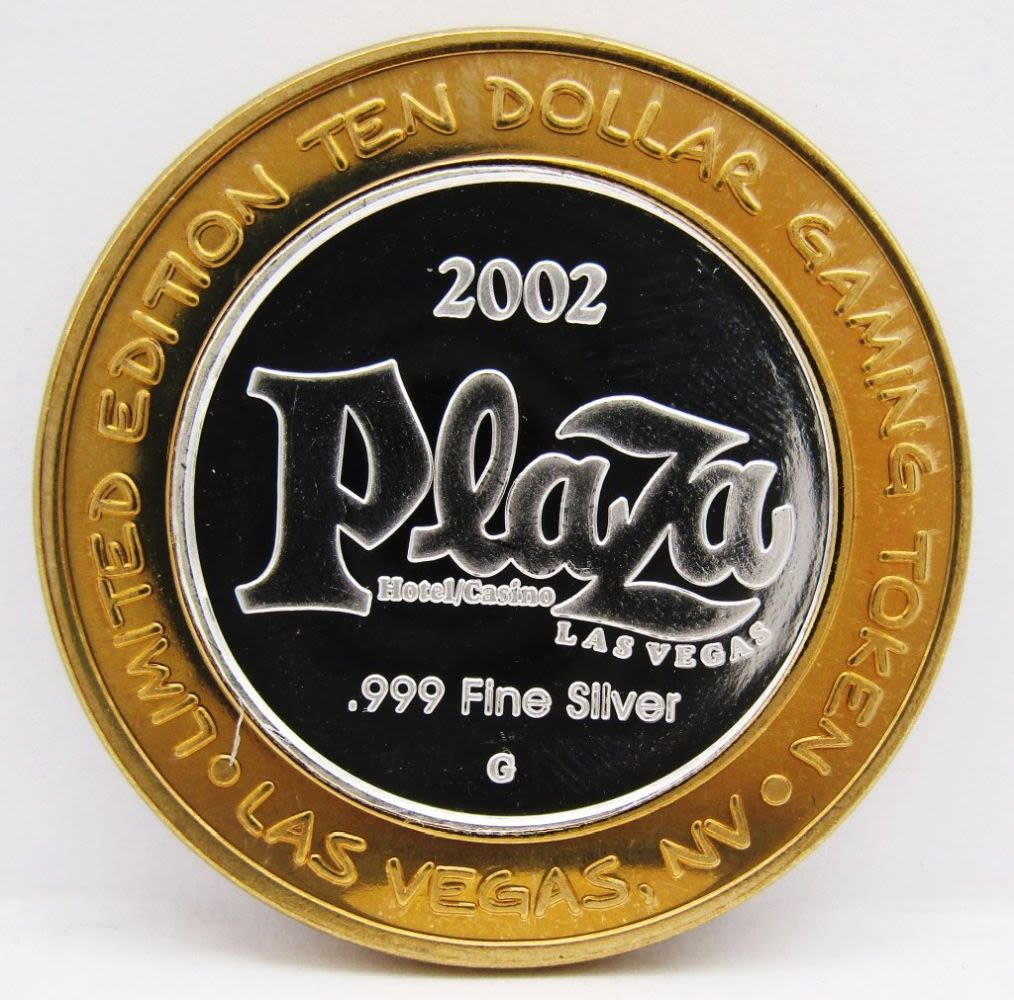 LIMITED EDITION TEN DOLLAR GAMING TOKEN
2002
Plaza
Hotel/Casino
LAS VEGAS
.999 Fine Silver
G
• LAS VEGAS, NV •